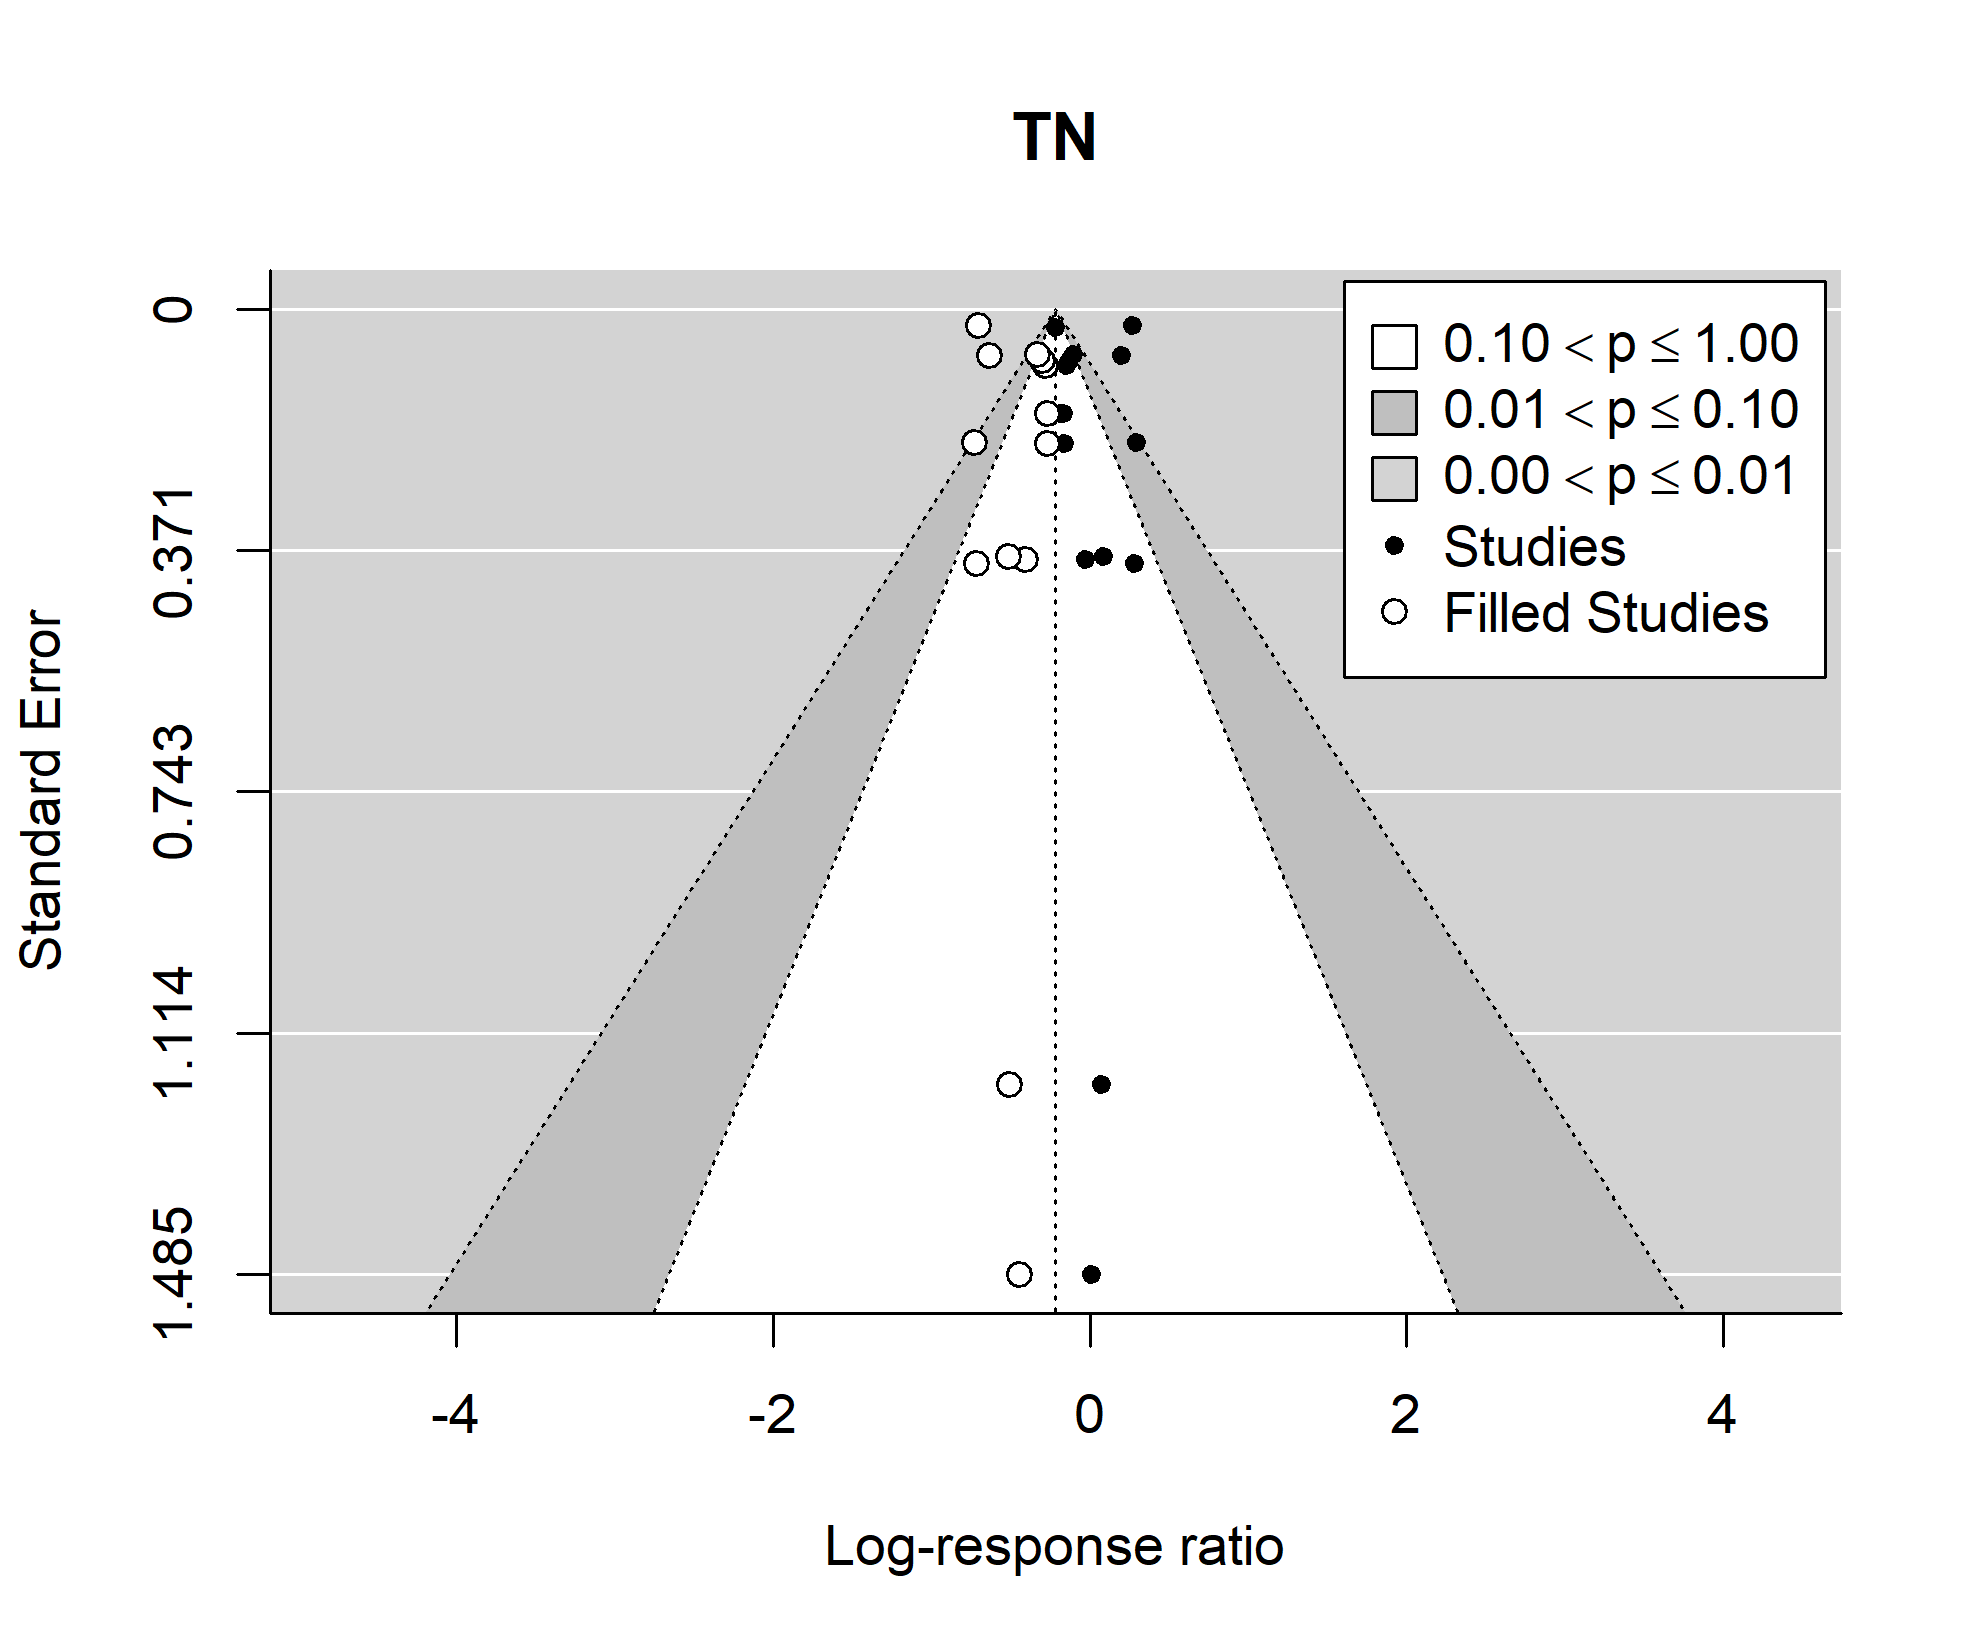 TN
0.10 < p ≤ 1.00
0.01 < p ≤ 0.10
0.00 < p ≤ 0.01
Studies
Filled Studies
Standard Error
0
0.371
0.743
1.114
1.485
-4
-2
0
2
4
Log-response ratio